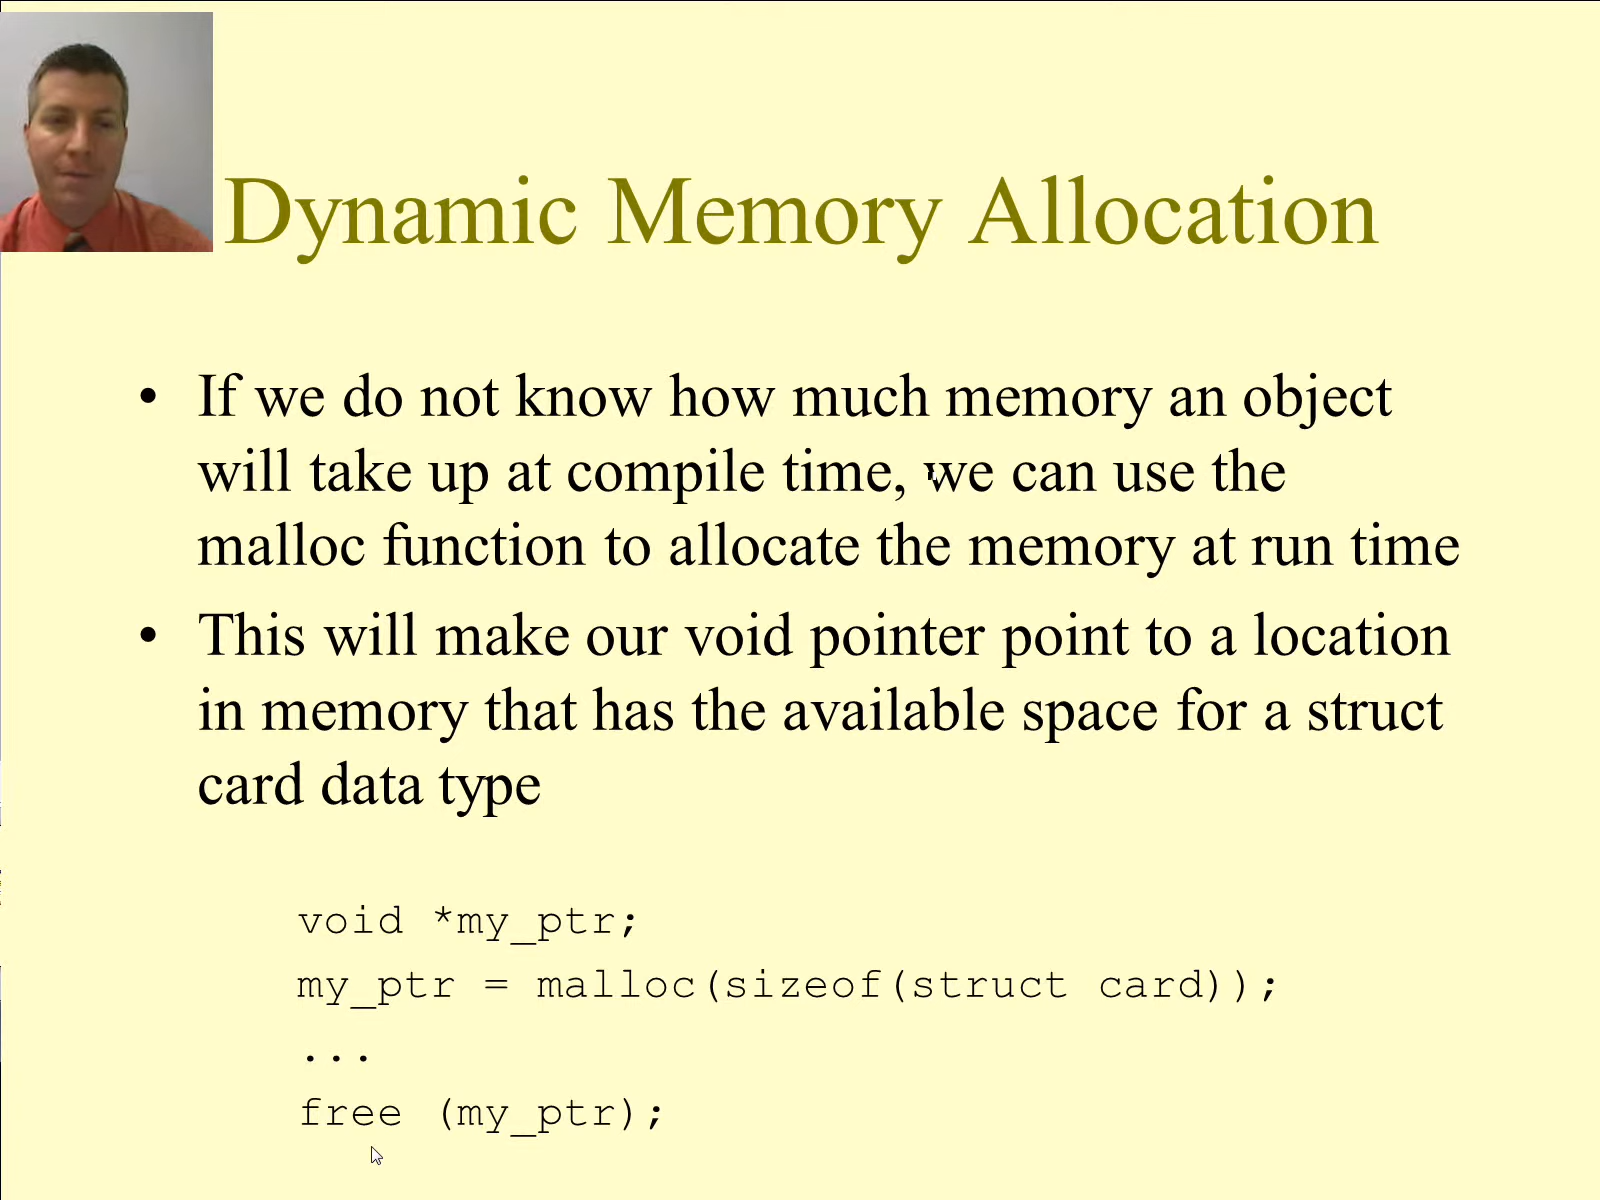 Dynamic Memory Allocation
• If we do not know how much memory an object
will take up at compile time, we can use the
malloc function to allocate the memory at run time
• This will make our void pointer point to a location
in memory that has the available space for a struct
card data type
void *my_ptr;
my_ptr = malloc(sizeof(struct card));
...
free (my_ptr);